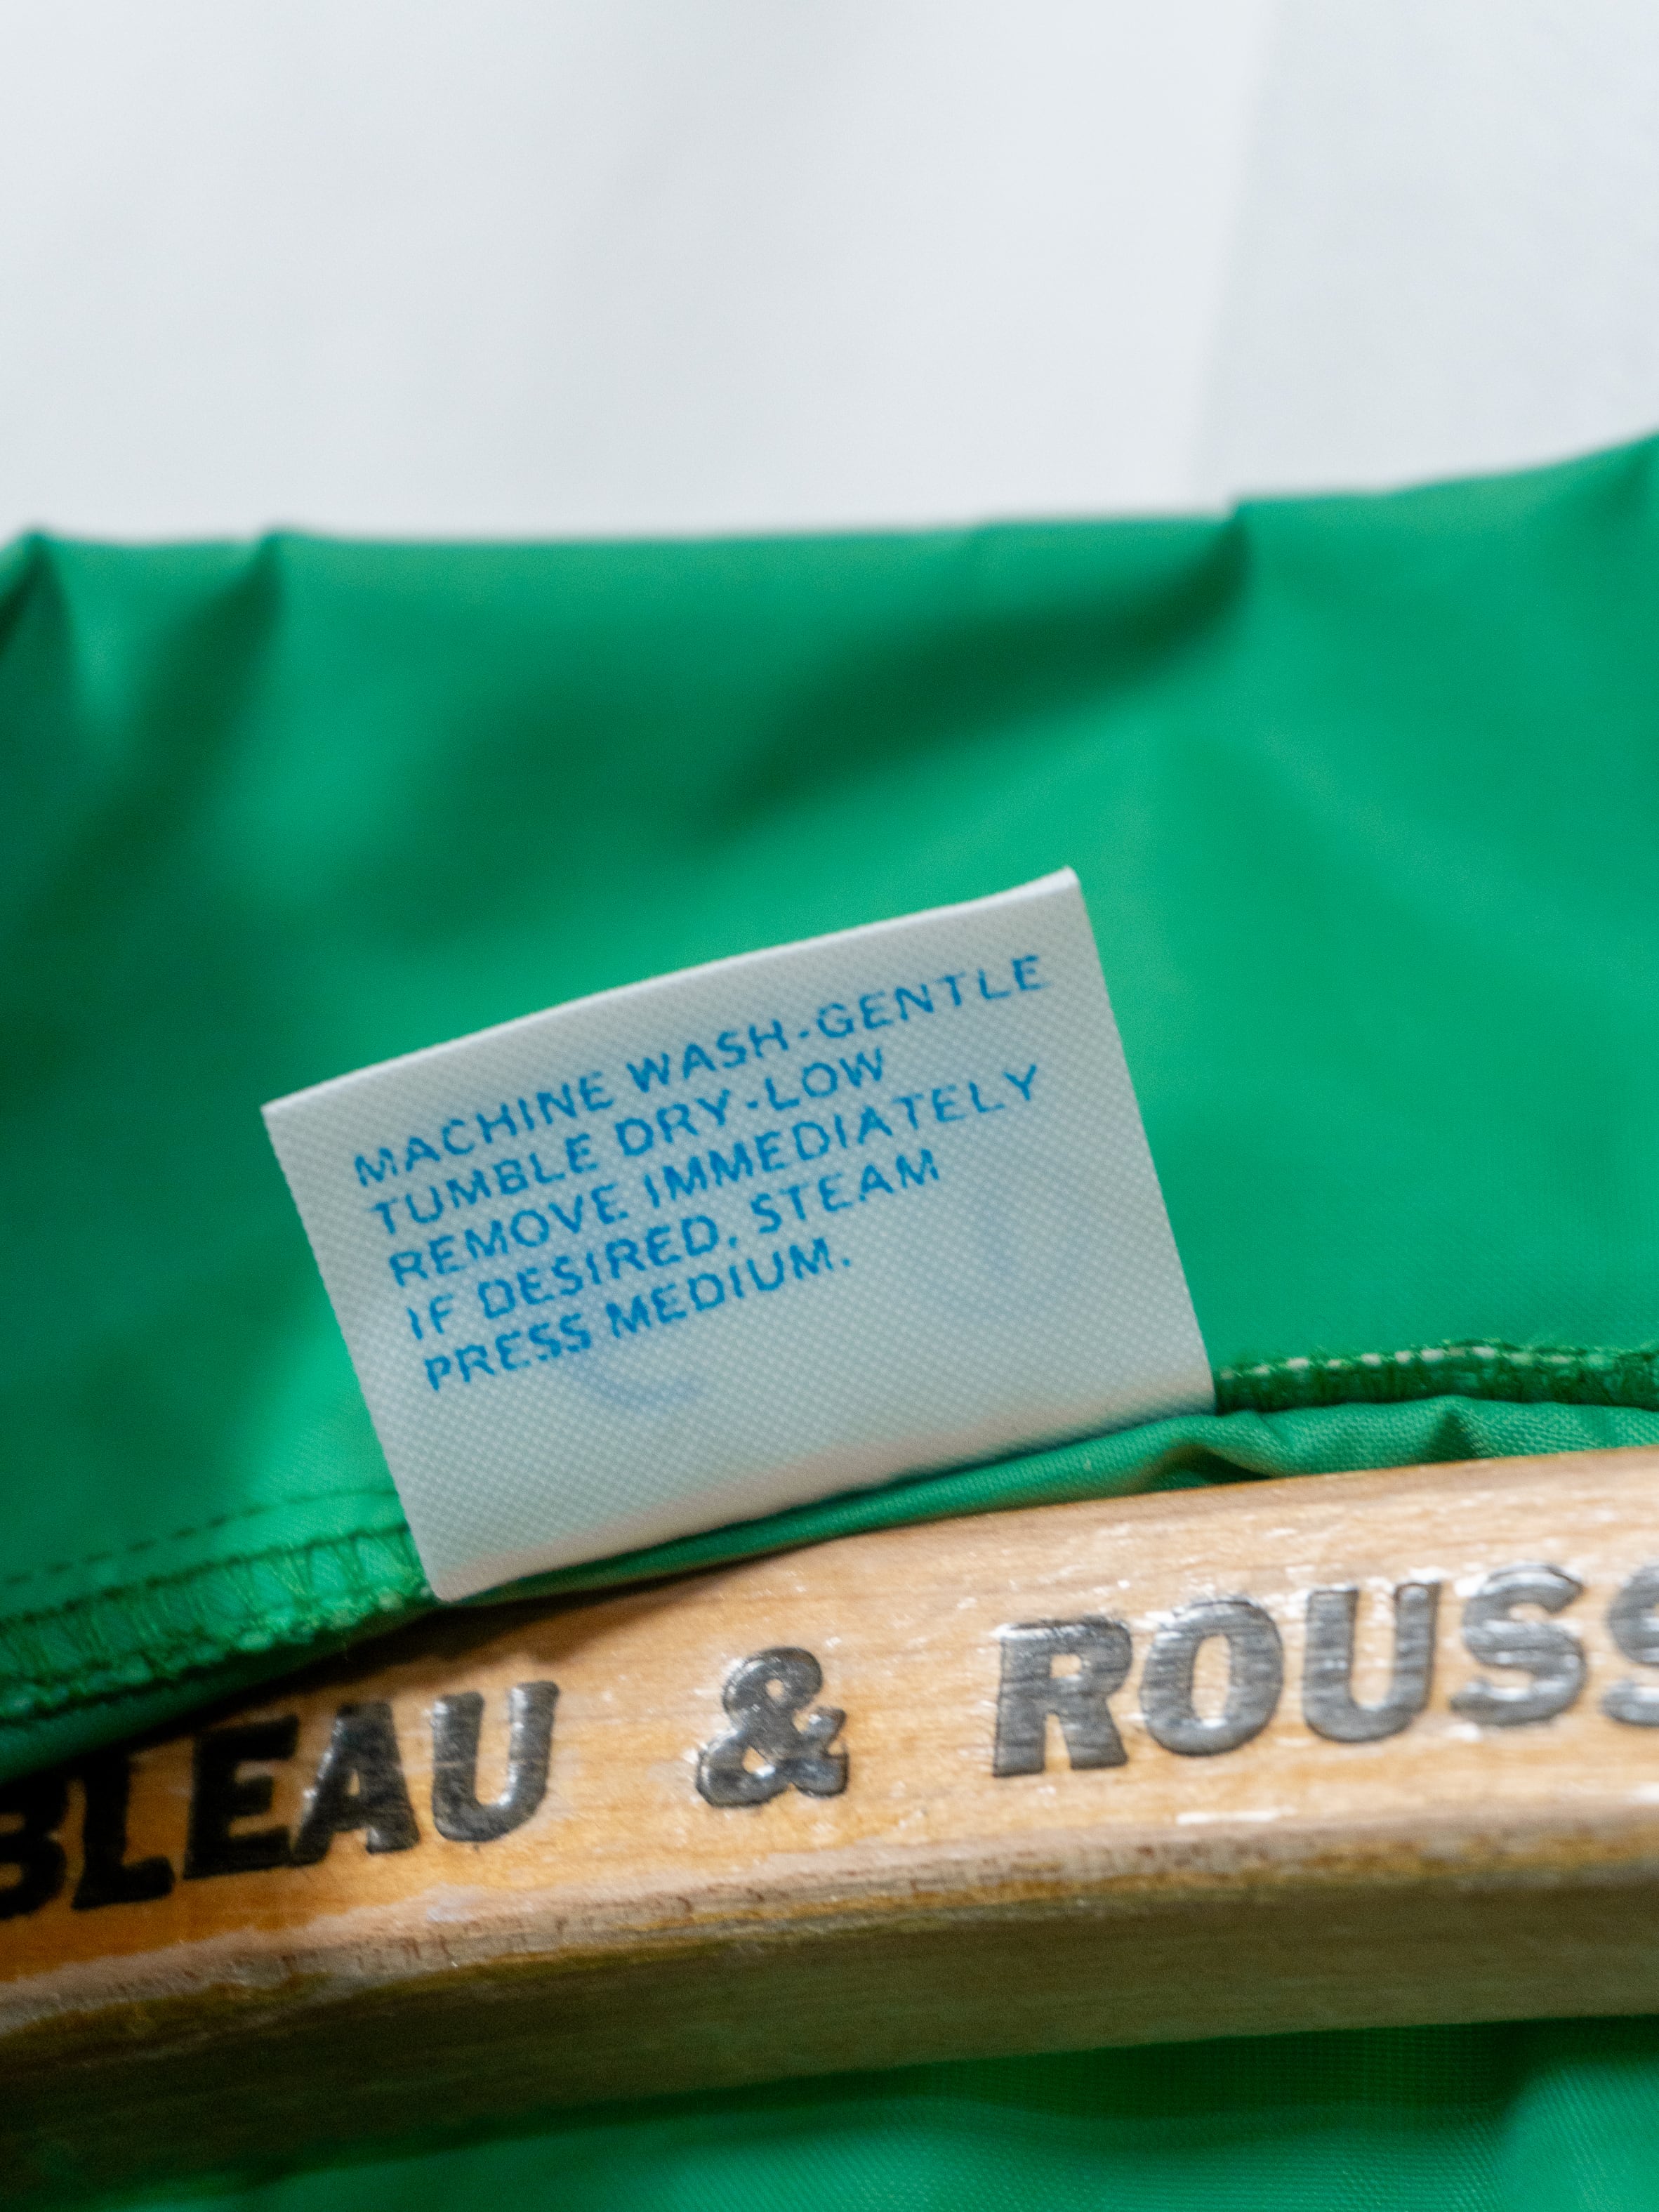 MACHINE WASH-GENTLE
TUMBLE DRY-LOW
REMOVE IMMEDIATELY
IF DESIRED, STEAM
PRESS MEDIUM.
BLEAU & ROUSS